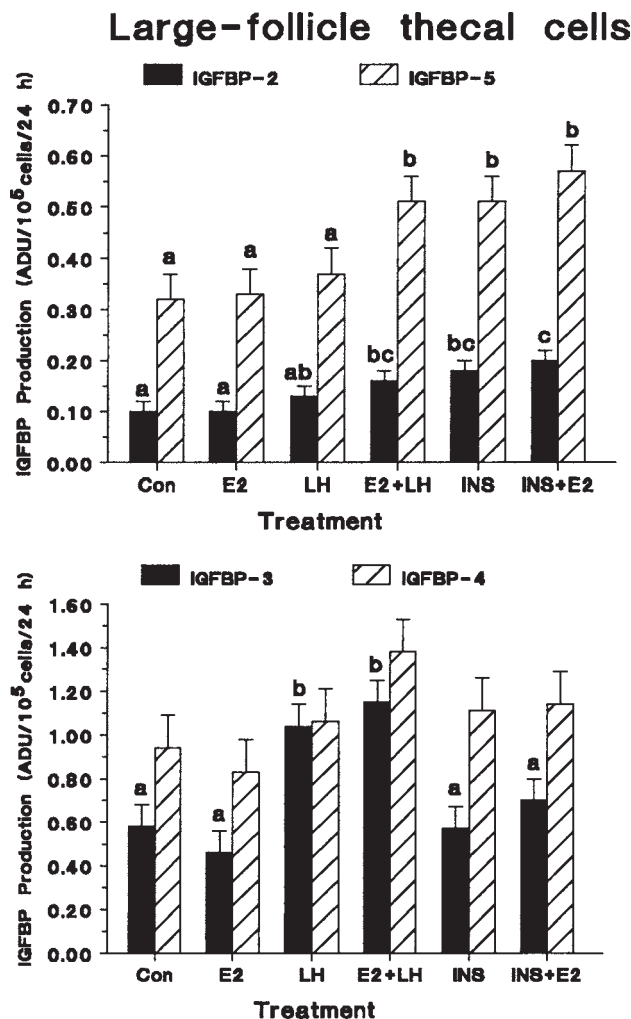 Large-follicle thecal cells
IGFBP-2 IGFBP-5
IGFBP Production (ADU/10⁵cells/24 h)
0.70
0.60
0.50
0.40
0.30
0.20
0.10
0.00
a a a a ab a bc b bc b c b
Con E2 LH E2+LH INS INS+E2
Treatment
IGFBP-3 IGFBP-4
IGFBP Production (ADU/10⁵cells/24 h)
1.60
1.40
1.20
1.00
0.80
0.60
0.40
0.20
0.00
a a b b a a
Con E2 LH E2+LH INS INS+E2
Treatment